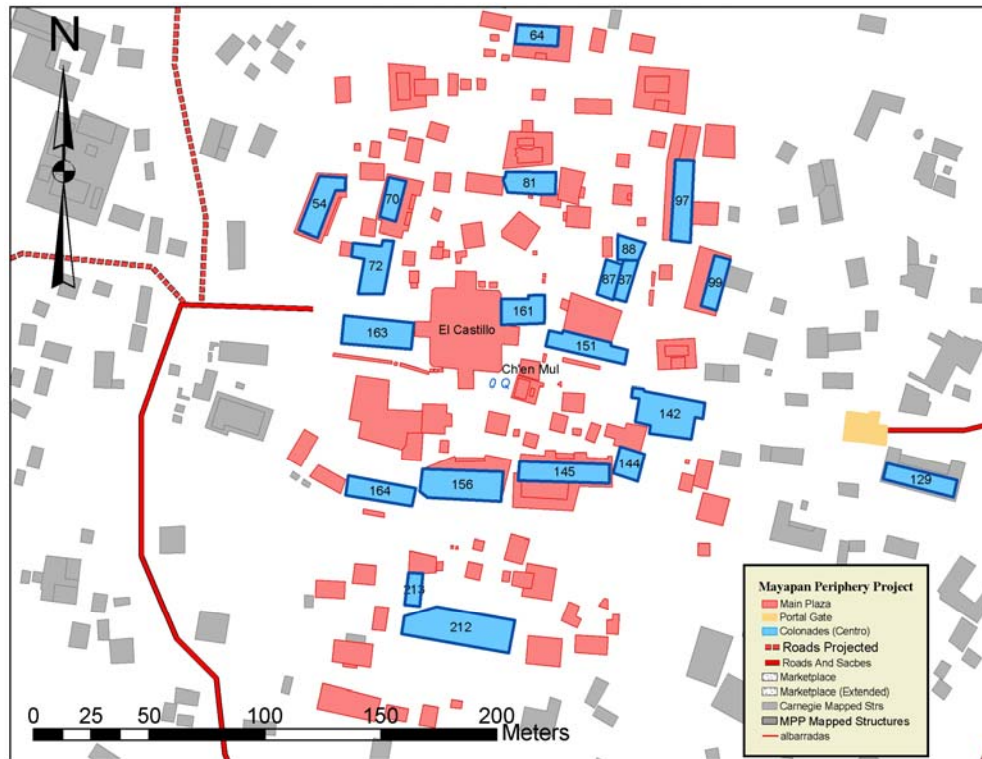 N
64
54
70
81
97
72
88
87
87
99
161
163
El Castillo
151
Ch'en Mul
142
145
144
164
156
129
213
212
0 25 50 100 150 200
Meters
Mayapan Periphery Project
Main Plaza
Portal Gate
Colonades (Centro)
Roads Projected
Roads And Sacbes
Marketplace
Marketplace (Extended)
Carnegie Mapped Strs
MPP Mapped Structures
albarradas